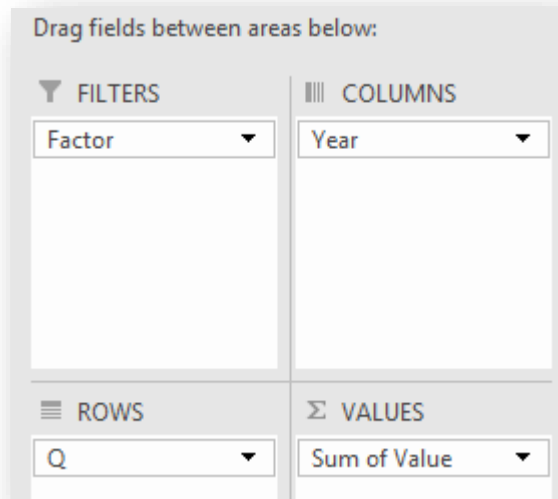 Drag fields between areas below:
FILTERS
COLUMNS
Factor
Year
ROWS
Σ VALUES
Q
Sum of Value